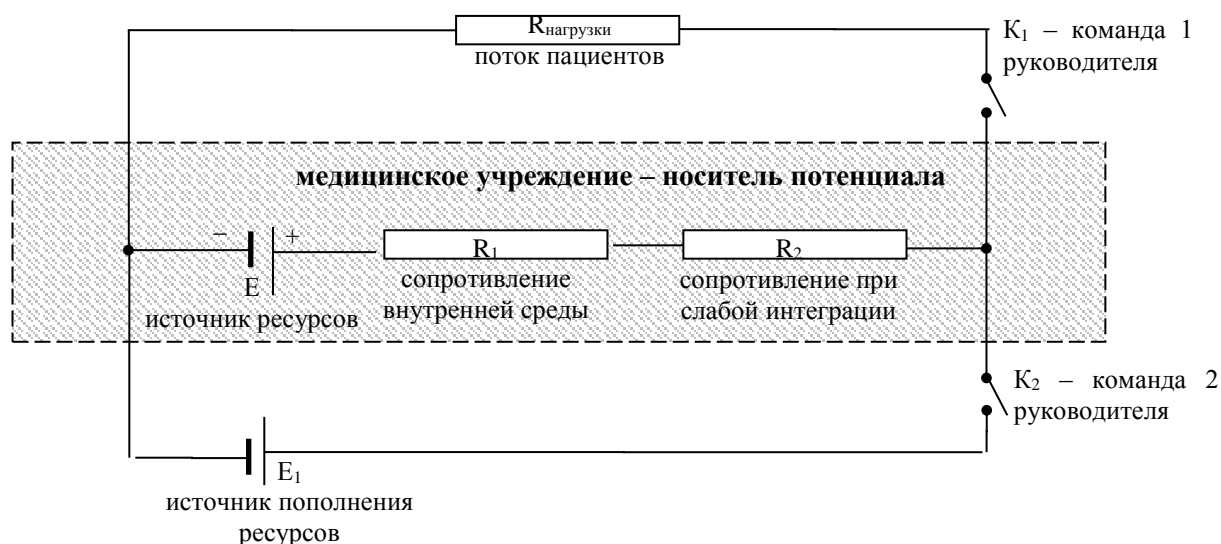 Rнагрузки
поток пациентов
К1 – команда 1
руководителя
медицинское учреждение – носитель потенциала
– +
E
источник ресурсов
R1
сопротивление
внутренней среды
R2
сопротивление при
слабой интеграции
К2 – команда 2
руководителя
E1
источник пополнения
ресурсов